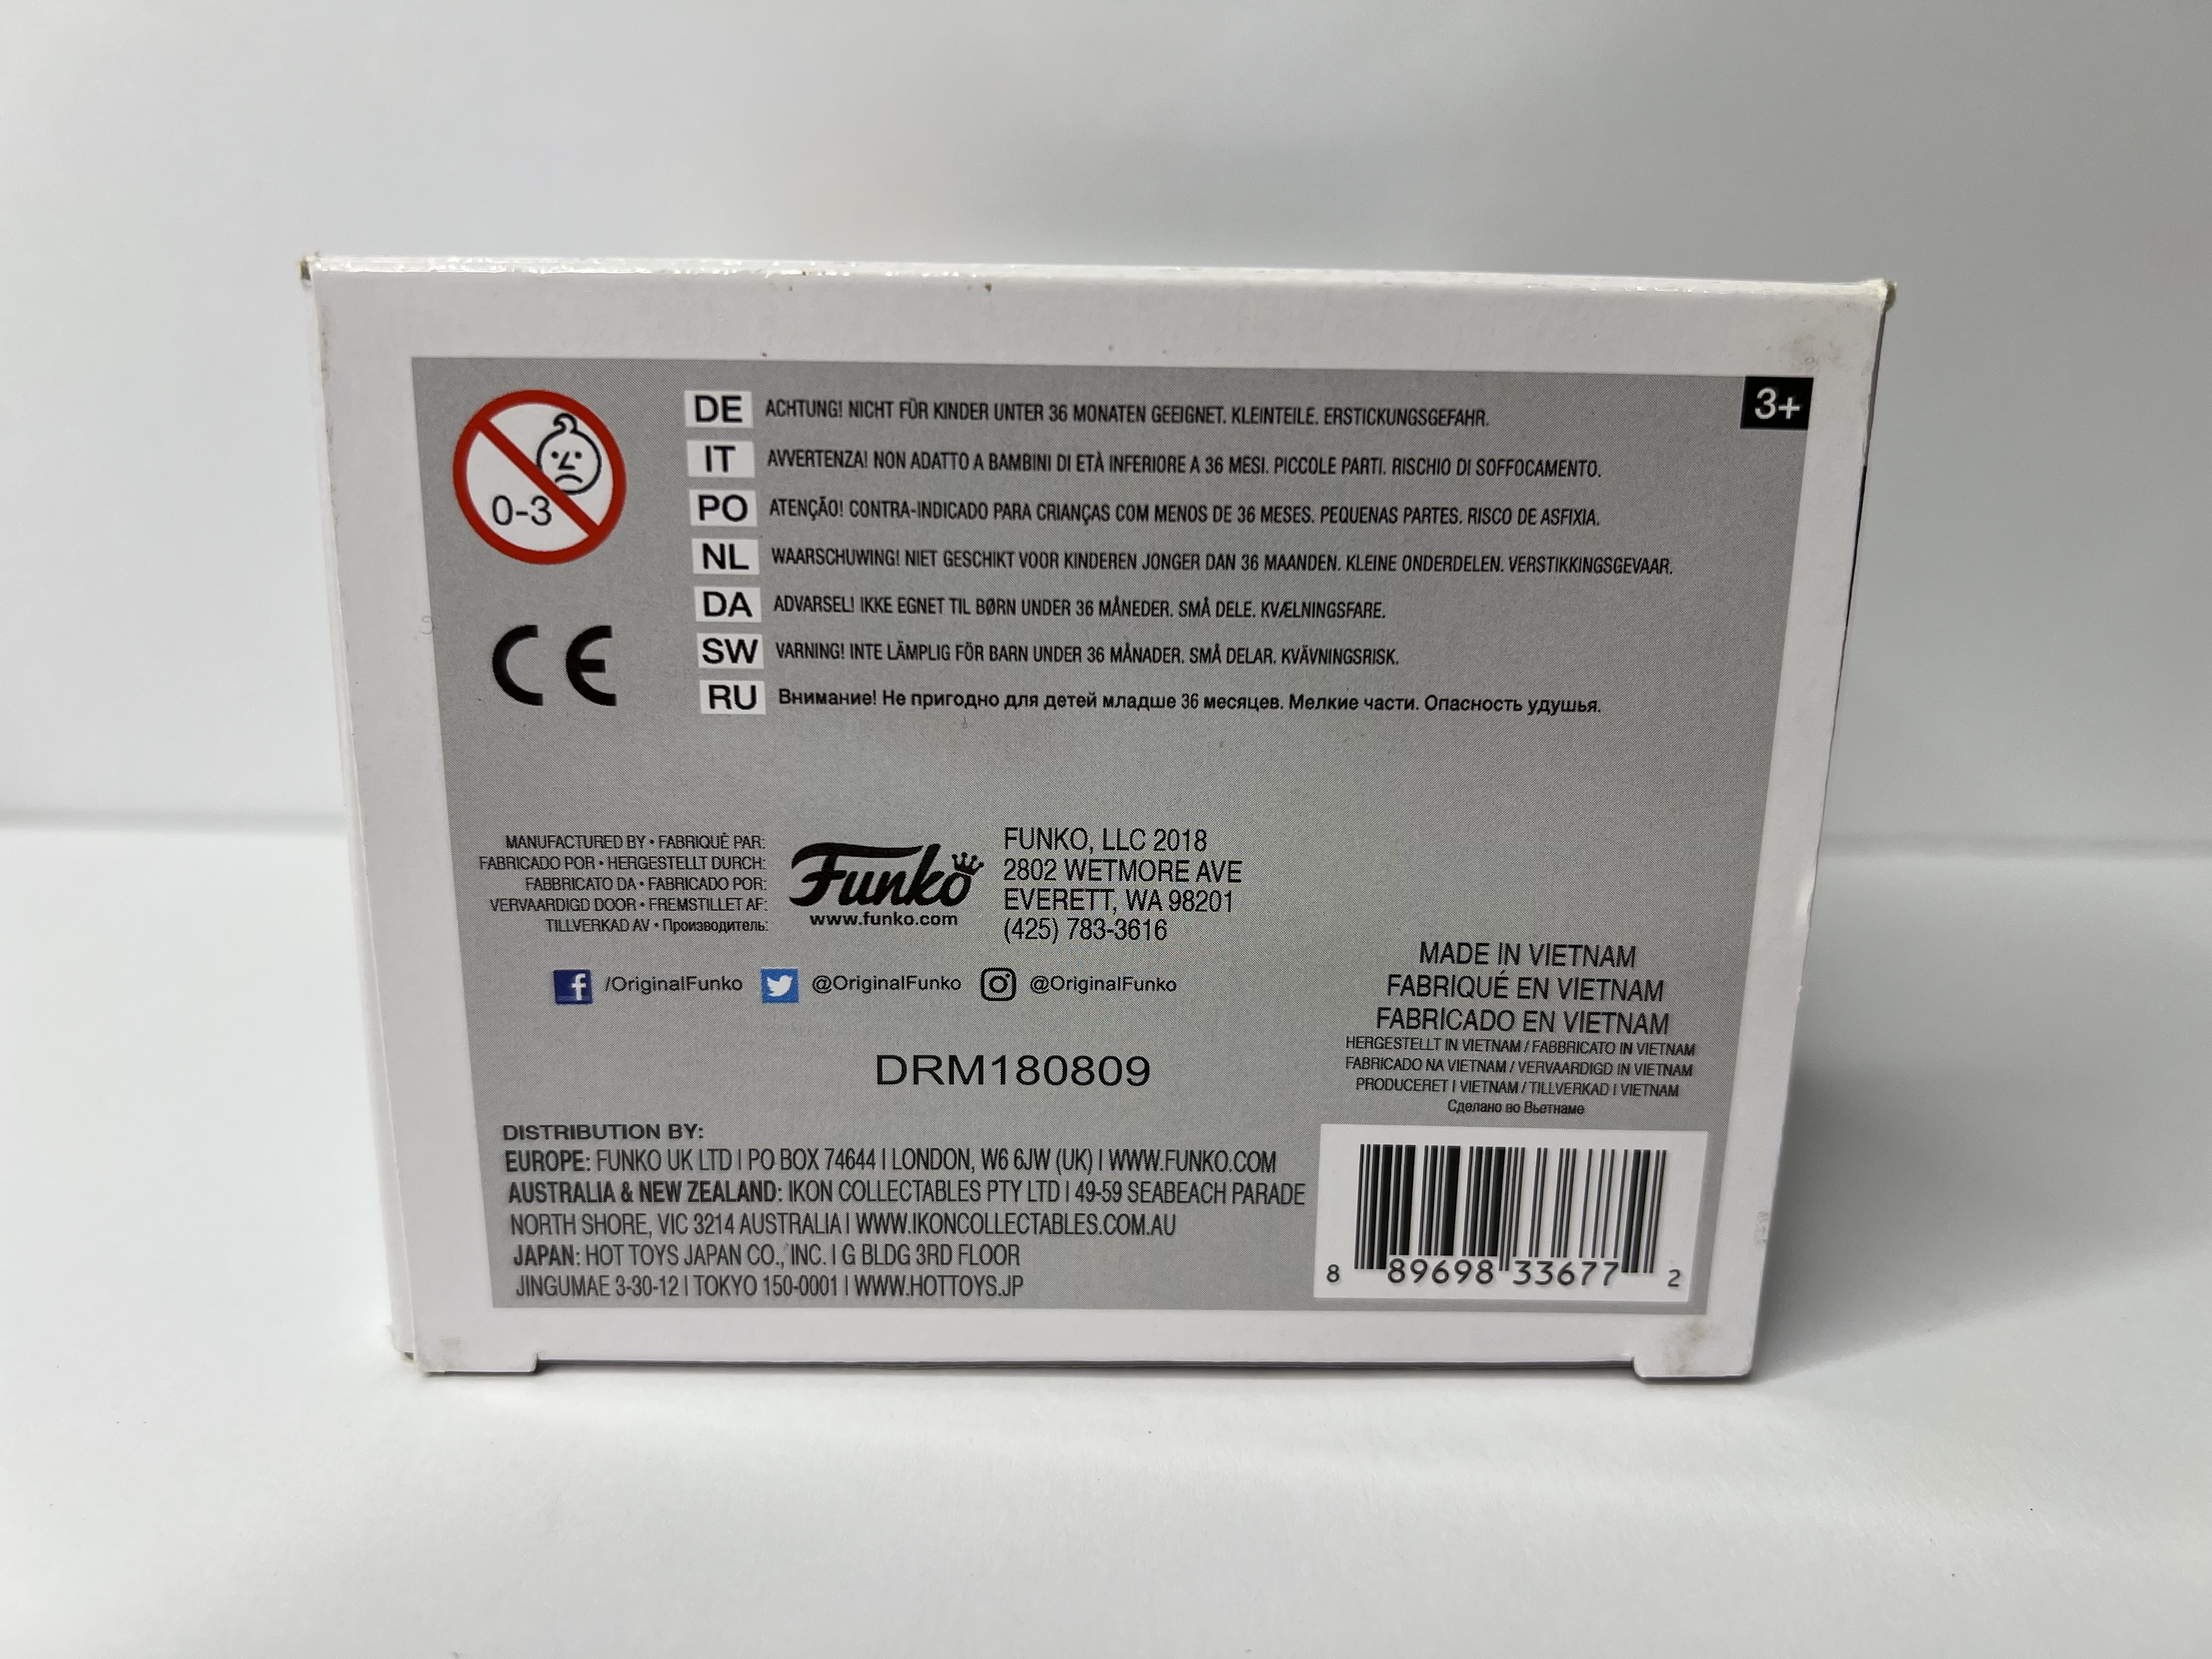 3+
0-3
DE ACHTUNG! NICHT FÜR KINDER UNTER 36 MONATEN GEEIGNET. KLEINTEILE. ERSTICKUNGSGEFAHR.
IT AVVERTENZA! NON ADATTO A BAMBINI DI ETÀ INFERIORE A 36 MESI. PICCOLE PARTI. RISCHIO DI SOFFOCAMENTO.
PO ATENÇÃO! CONTRA-INDICADO PARA CRIANÇAS COM MENOS DE 36 MESES. PEQUENAS PARTES. RISCO DE ASFIXIA.
NL WAARSCHUWING! NIET GESCHIKT VOOR KINDEREN JONGER DAN 36 MAANDEN. KLEINE ONDERDELEN. VERSTIKKINGSGEVAAR.
DA ADVARSEL! IKKE EGNET TIL BØRN UNDER 36 MÅNEDER. SMÅ DELE. KVÆLNINGSFARE.
SW VARNING! INTE LÄMPLIG FÖR BARN UNDER 36 MÅNADER. SMÅ DELAR. KVÄVNINGSRISK.
RU Внимание! Не пригодно для детей младше 36 месяцев. Мелкие части. Опасность удушья.
CE
MANUFACTURED BY • FABRIQUÉ PAR:
FABRICADO POR • HERGESTELLT DURCH:
FABBRICATO DA • FABRICADO POR:
VERVAARDIGD DOOR • FREMSTILLET AF:
TILLVERKAD AV • Производитель:
Funko
www.funko.com
FUNKO, LLC 2018
2802 WETMORE AVE
EVERETT, WA 98201
(425) 783-3616
/OriginalFunko @OriginalFunko @OriginalFunko
DRM180809
MADE IN VIETNAM
FABRIQUÉ EN VIETNAM
FABRICADO EN VIETNAM
HERGESTELLT IN VIETNAM / FABBRICATO IN VIETNAM
FABRICADO NA VIETNAM / VERVAARDIGD IN VIETNAM
PRODUCERET I VIETNAM / TILLVERKAD I VIETNAM
Сделано во Вьетнаме
DISTRIBUTION BY:
EUROPE: FUNKO UK LTD | PO BOX 74644 | LONDON, W6 6JW (UK) | WWW.FUNKO.COM
AUSTRALIA & NEW ZEALAND: IKON COLLECTABLES PTY LTD | 49-59 SEABEACH PARADE
NORTH SHORE, VIC 3214 AUSTRALIA | WWW.IKONCOLLECTABLES.COM.AU
JAPAN: HOT TOYS JAPAN CO., INC. | G BLDG 3RD FLOOR
JINGUMAE 3-30-12 | TOKYO 150-0001 | WWW.HOTTOYS.JP
8 89698 33677 2